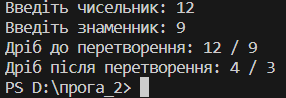 Введіть чисельник: 12
Введіть знаменник: 9
Дріб до перетворення: 12 / 9
Дріб після перетворення: 4 / 3
PS D:\прога_2>